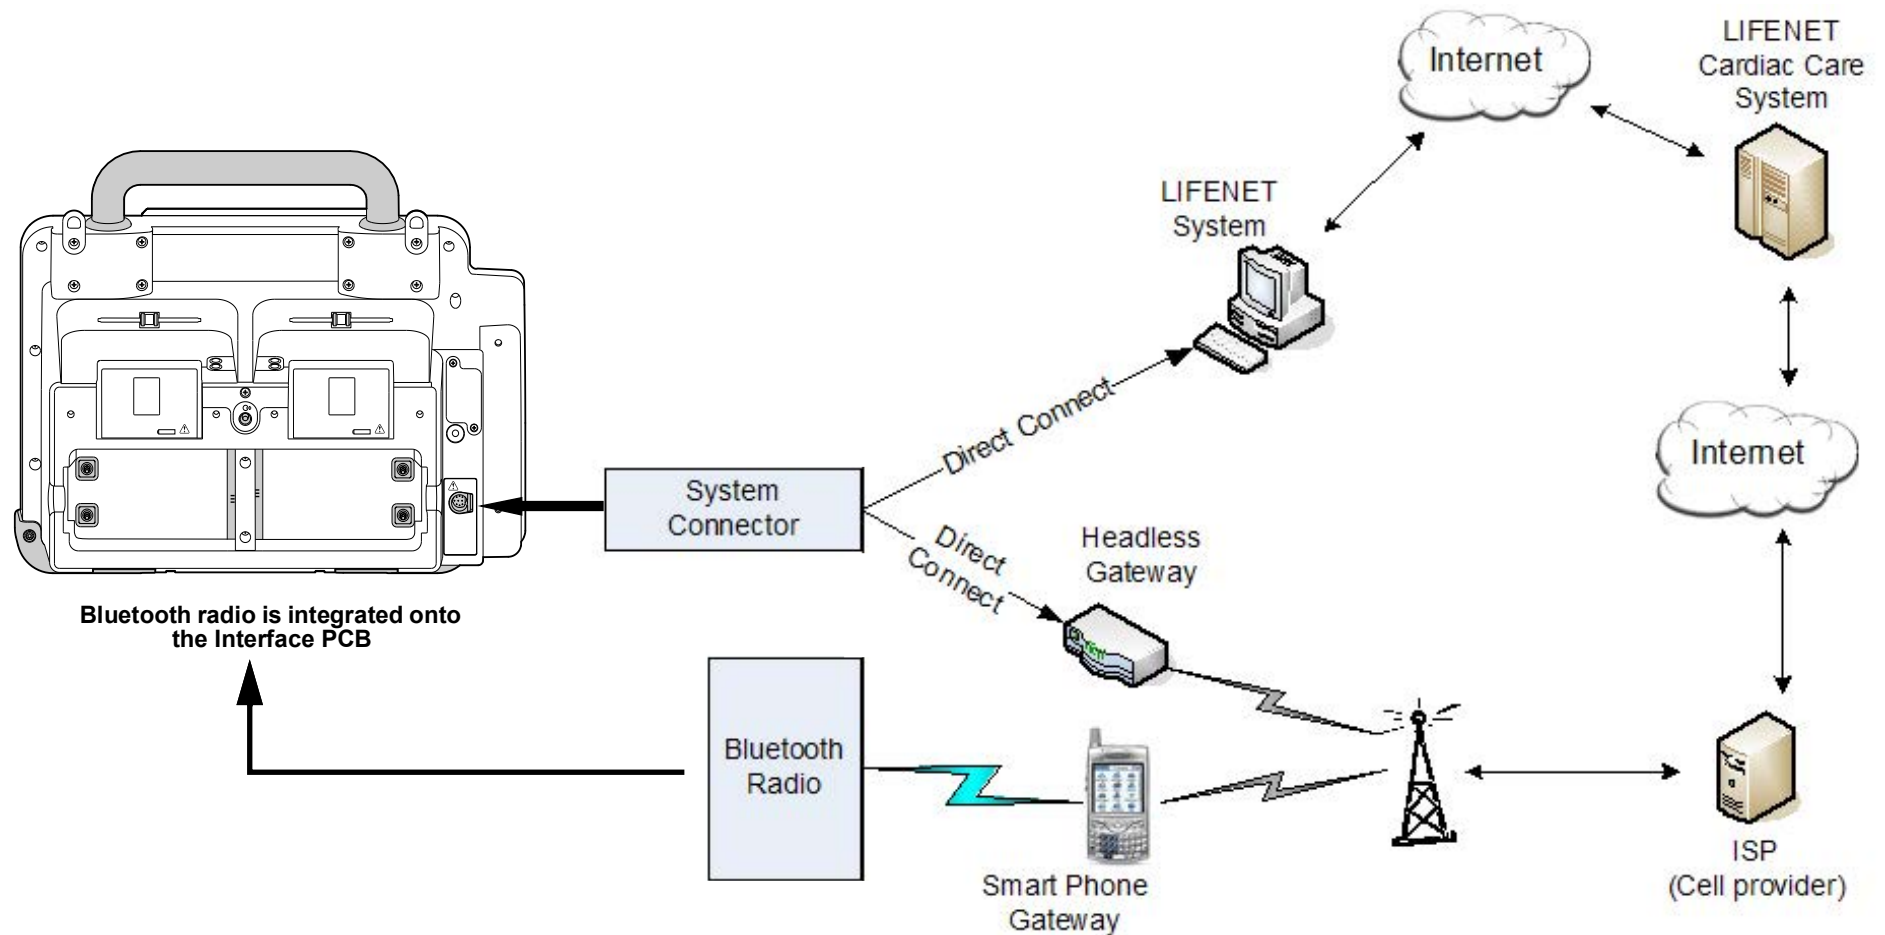 Internet
LIFENET
Cardiac Care
System
LIFENET
System
Direct Connect
Internet
System
Connector
Direct
Connect
Headless
Gateway
Bluetooth radio is integrated onto
the Interface PCB
Bluetooth
Radio
Smart Phone
Gateway
ISP
(Cell provider)